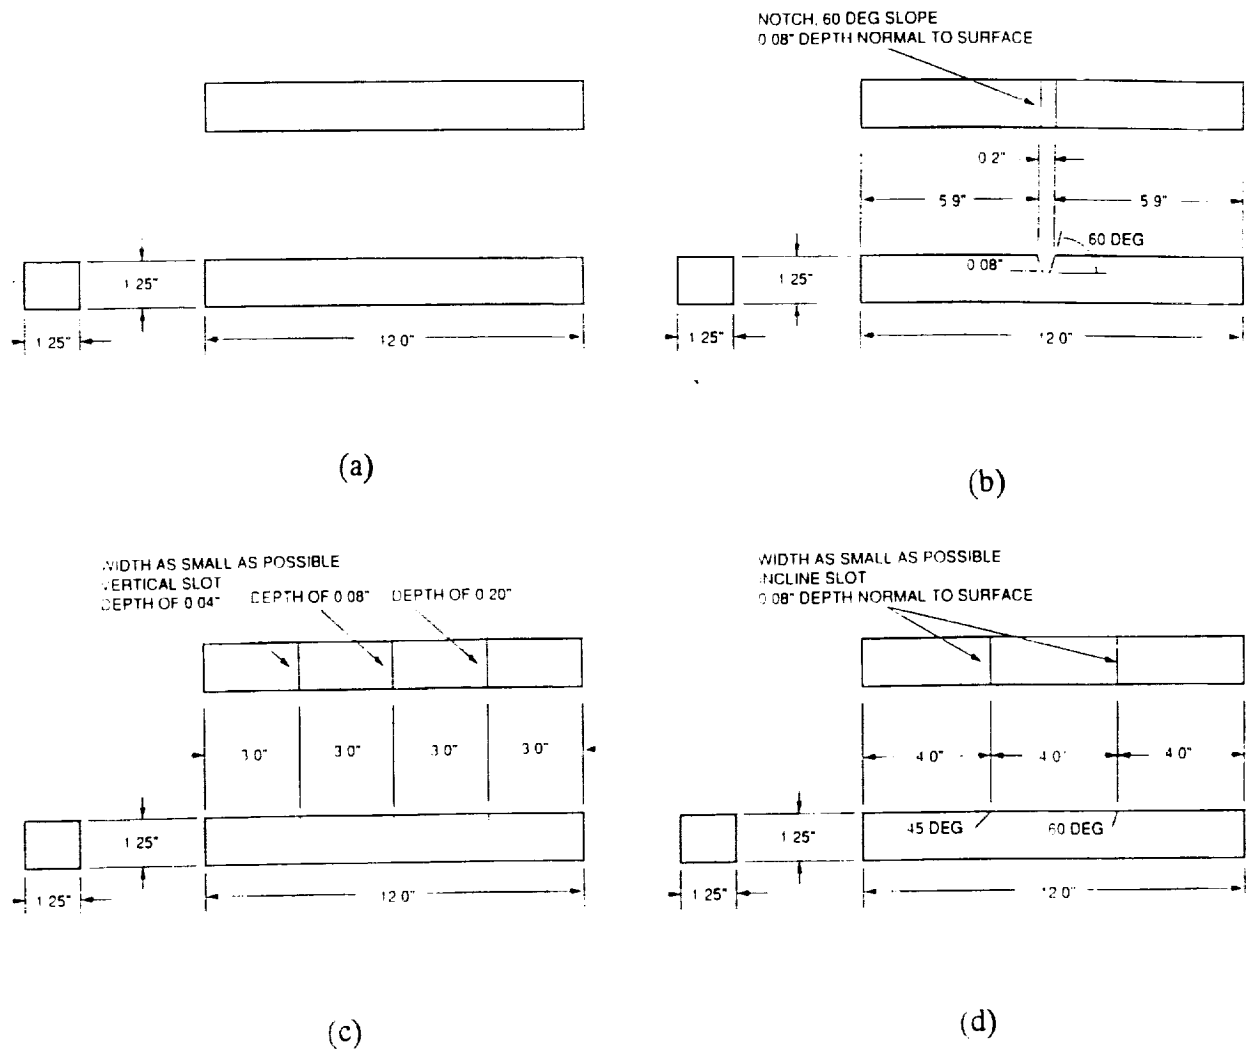 NOTCH, 60 DEG SLOPE
0.08" DEPTH NORMAL TO SURFACE
0.2"
5.9" 5.9"
60 DEG
0.08"
1.25"
1.25"
12.0"
1.25"
1.25"
12.0"
(a)
(b)
WIDTH AS SMALL AS POSSIBLE
VERTICAL SLOT
DEPTH OF 0.04" DEPTH OF 0.08" DEPTH OF 0.20"
3.0" 3.0" 3.0" 3.0"
1.25"
1.25"
12.0"
(c)
WIDTH AS SMALL AS POSSIBLE
INCLINE SLOT
0.08" DEPTH NORMAL TO SURFACE
4.0" 4.0" 4.0"
45 DEG 60 DEG
1.25"
1.25"
12.0"
(d)